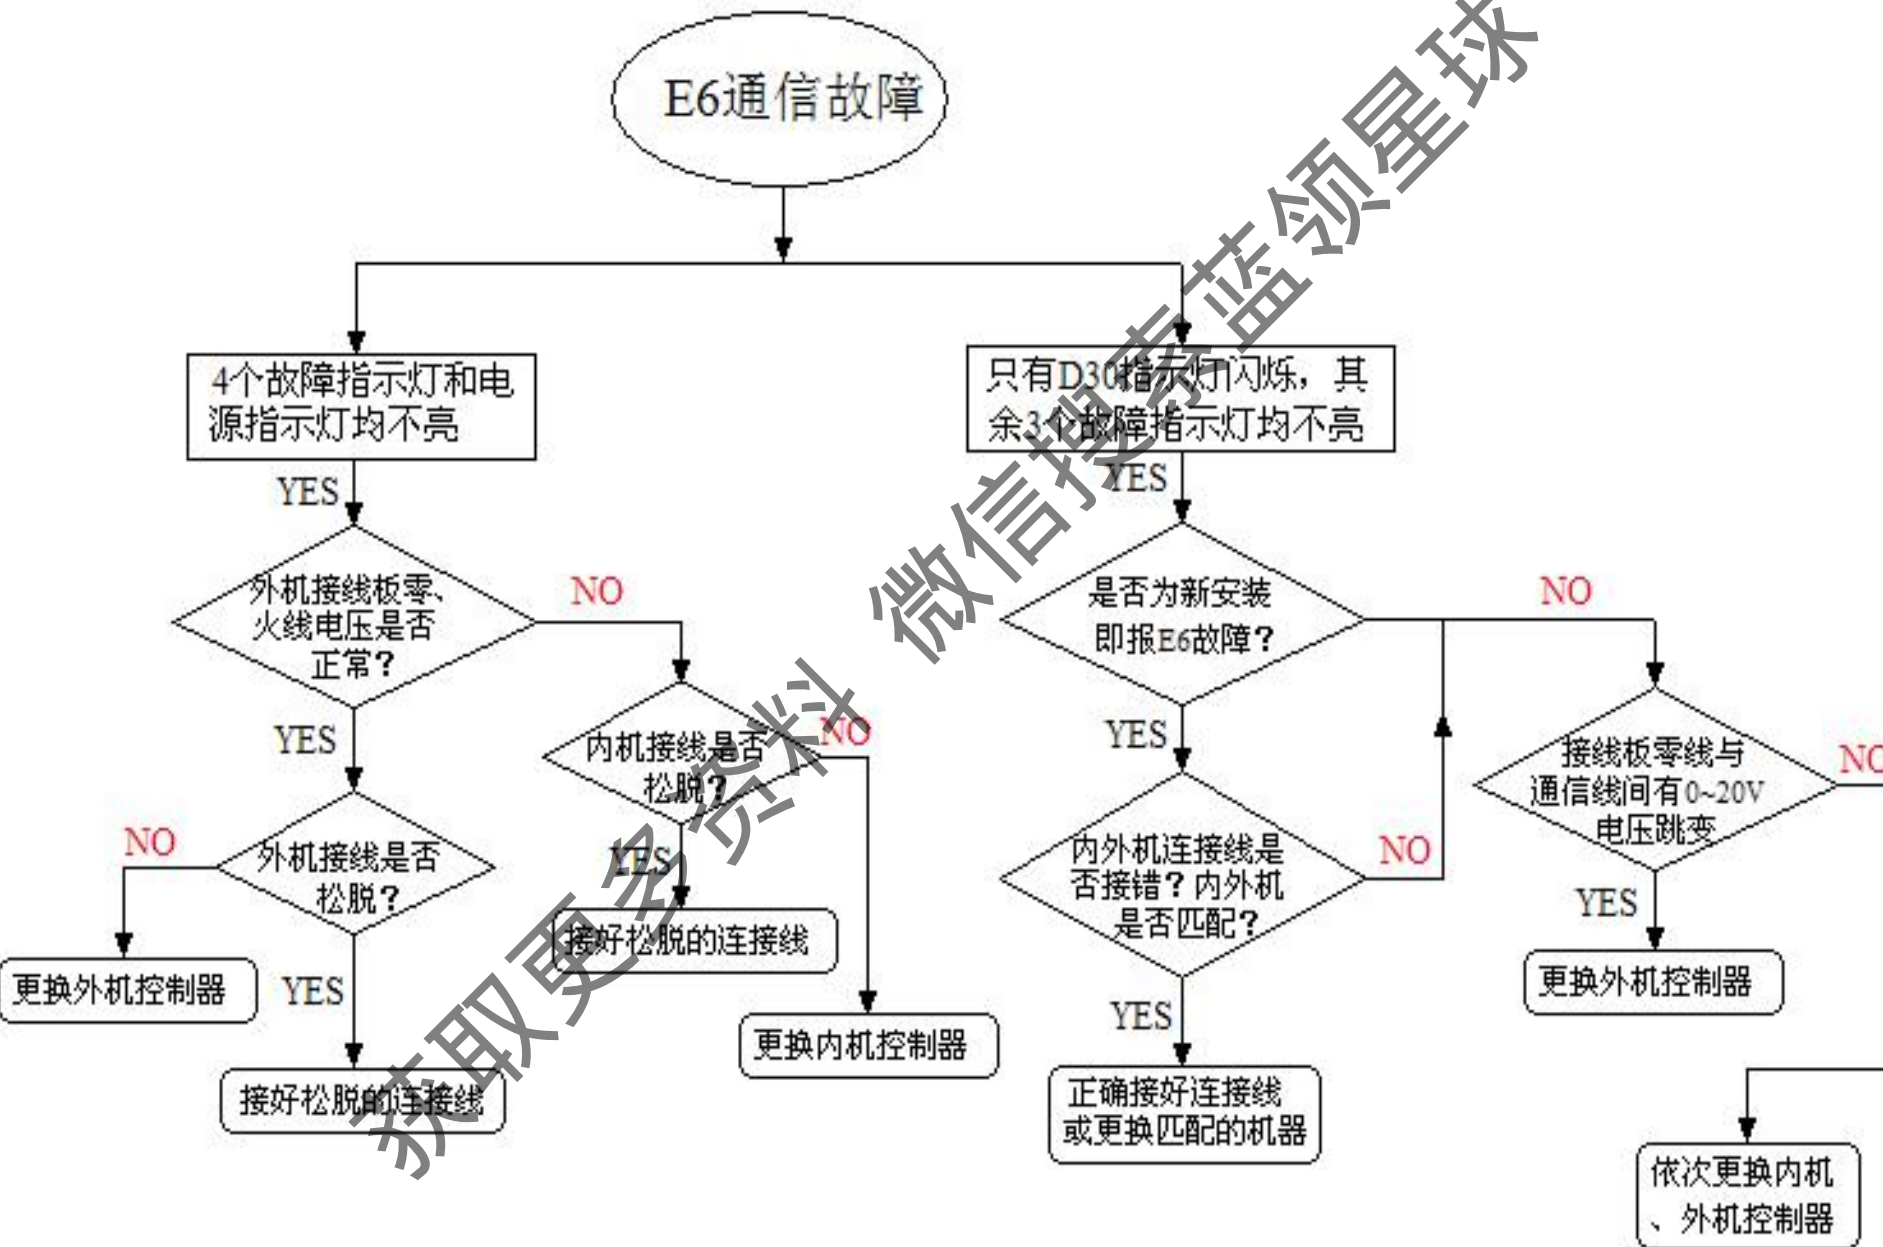 E6通信故障
4个故障指示灯和电
源指示灯均不亮
只有D30指示灯闪烁，其
余3个故障指示灯均不亮
YES
YES
外机接线板零、
火线电压是否
正常？
NO
是否为新安装
即报E6故障？
NO
YES
内机接线是否
松脱？
NO
YES
接线板零线与
通信线间有0~20V
电压跳变
NO
外机接线是否
松脱？
NO
YES
内外机连接线是
否接错？内外机
是否匹配？
NO
YES
接好松脱的连接线
更换外机控制器
YES
更换内机控制器
YES
更换外机控制器
接好松脱的连接线
正确接好连接线
或更换匹配的机器
依次更换内机
、外机控制器
获取更多资料 微信搜索蓝领星球